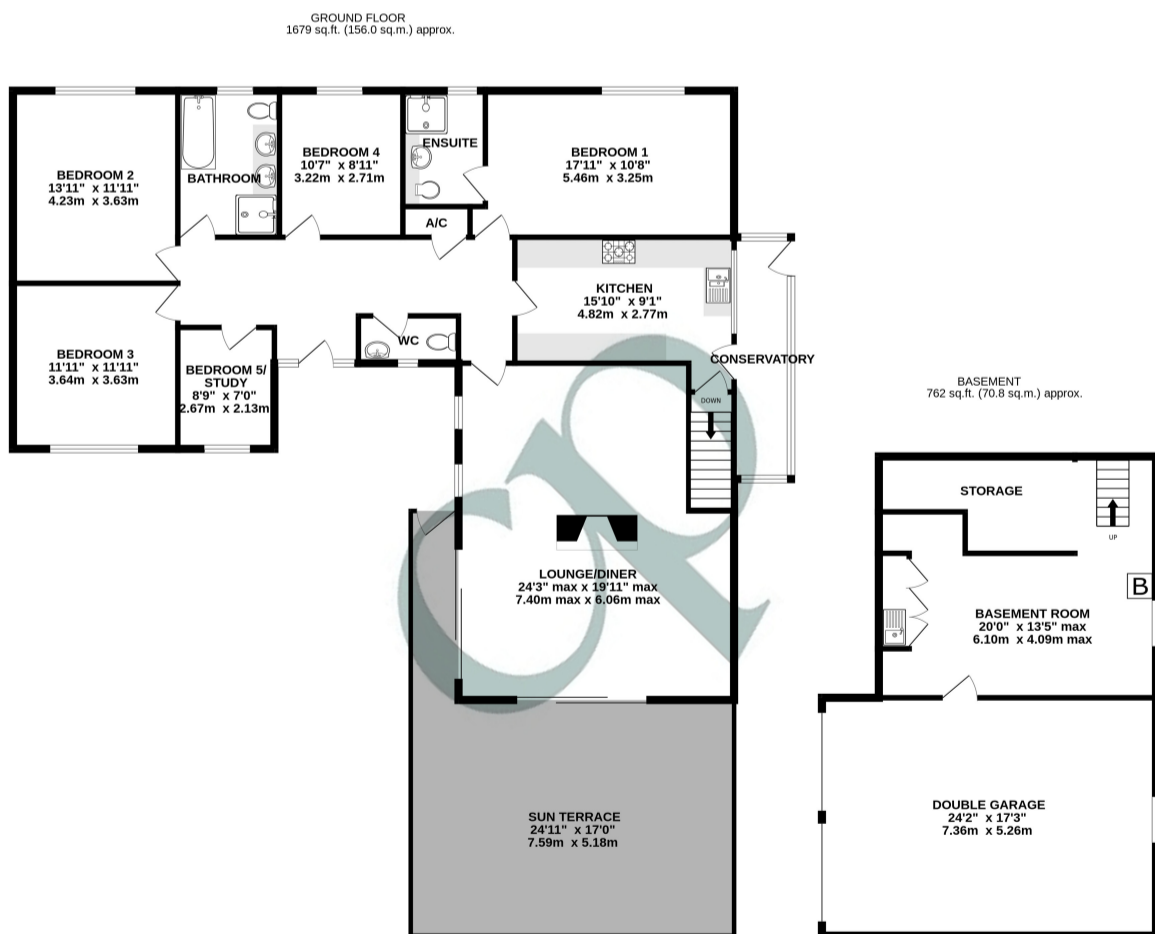 GROUND FLOOR
1679 sq.ft. (156.0 sq.m.) approx.
BEDROOM 2
13'11" x 11'11"
4.23m x 3.63m
BATHROOM
BEDROOM 4
10'7" x 8'11"
3.22m x 2.71m
ENSUITE
BEDROOM 1
17'11" x 10'8"
5.46m x 3.25m
A/C
KITCHEN
15'10" x 9'1"
4.82m x 2.77m
WC
CONSERVATORY
BEDROOM 3
11'11" x 11'11"
3.64m x 3.63m
BEDROOM 5/
STUDY
8'9" x 7'0"
2.67m x 2.13m
DOWN
LOUNGE/DINER
24'3" max x 19'11" max
7.40m max x 6.06m max
SUN TERRACE
24'11" x 17'0"
7.59m x 5.18m
CR
BASEMENT
762 sq.ft. (70.8 sq.m.) approx.
STORAGE
UP
B
BASEMENT ROOM
20'0" x 13'5" max
6.10m x 4.09m max
DOUBLE GARAGE
24'2" x 17'3"
7.36m x 5.26m